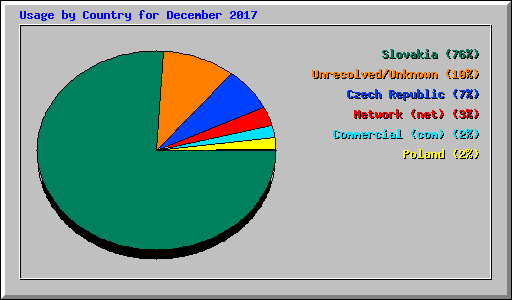 Usage by Country for December 2017
Slovakia (76%)
Unresolved/Unknown (10%)
Czech Republic (7%)
Network (net) (3%)
Commercial (com) (2%)
Poland (2%)